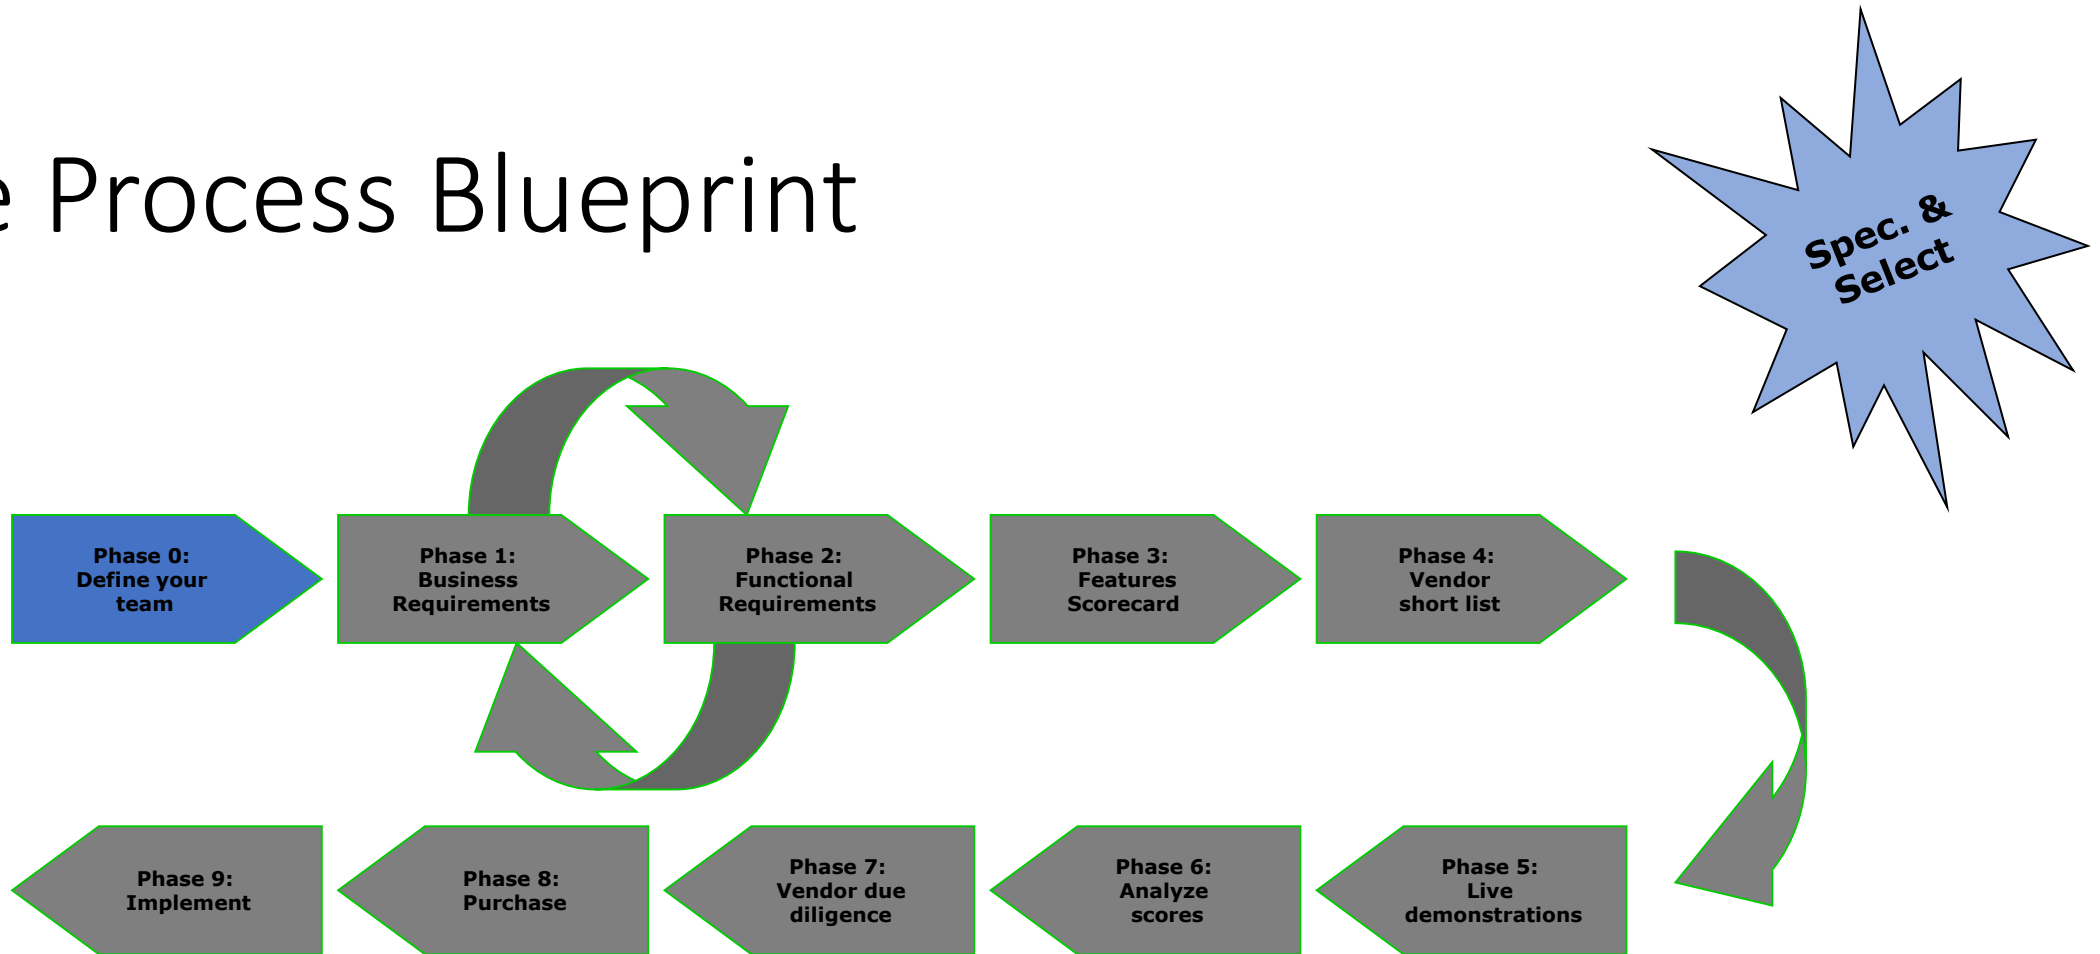 e Process Blueprint
Spec. &
Select
Phase 0:
Define your
team
Phase 1:
Business
Requirements
Phase 2:
Functional
Requirements
Phase 3:
Features
Scorecard
Phase 4:
Vendor
short list
Phase 9:
Implement
Phase 8:
Purchase
Phase 7:
Vendor due
diligence
Phase 6:
Analyze
scores
Phase 5:
Live
demonstrations